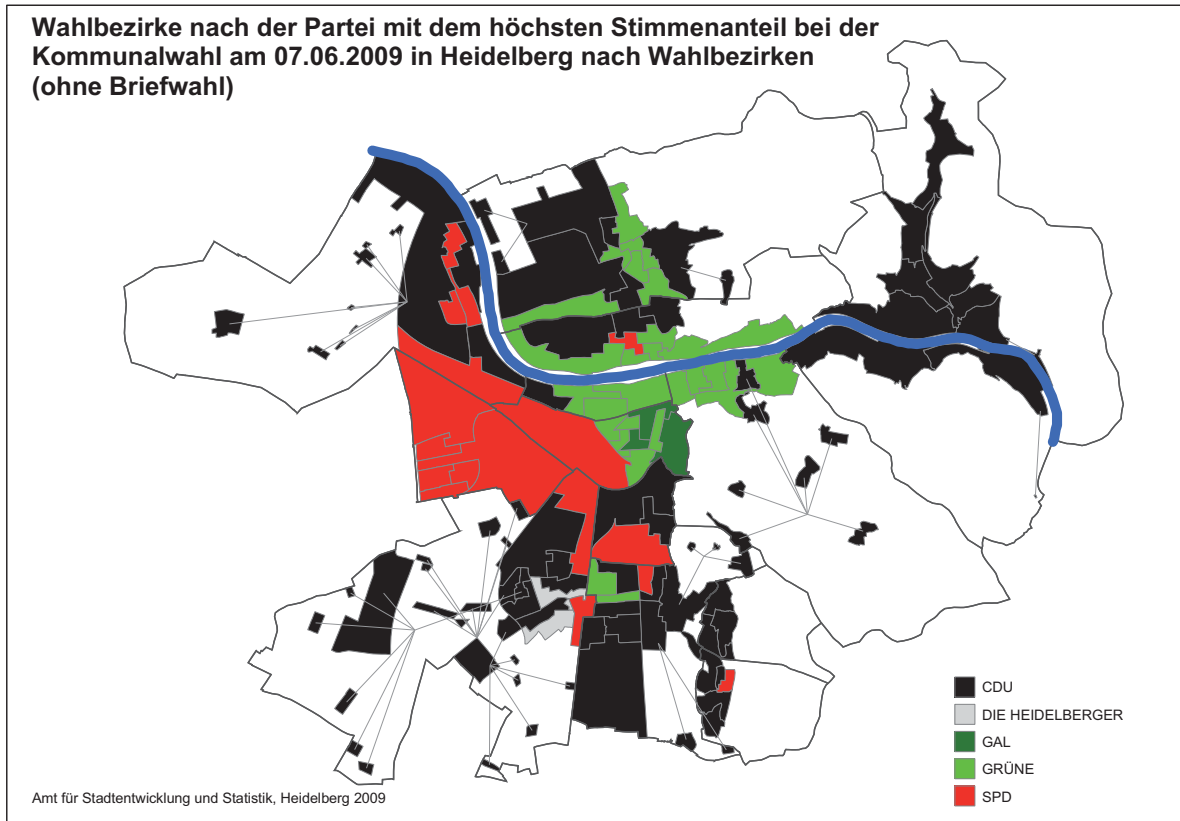 Wahlbezirke nach der Partei mit dem höchsten Stimmenanteil bei der
Kommunalwahl am 07.06.2009 in Heidelberg nach Wahlbezirken
(ohne Briefwahl)
CDU
DIE HEIDELBERGER
GAL
GRÜNE
SPD
Amt für Stadtentwicklung und Statistik, Heidelberg 2009